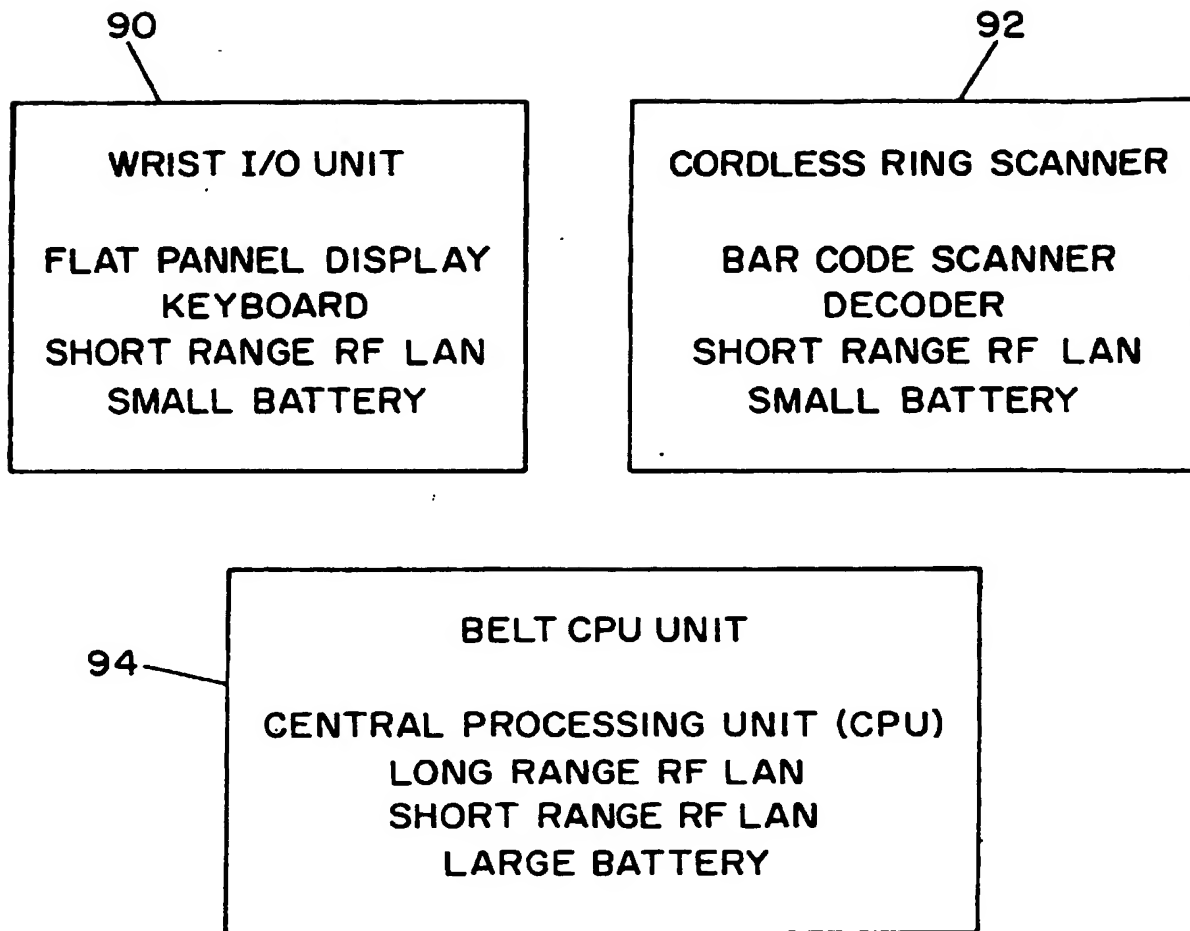 90
WRIST I/O UNIT
FLAT PANNEL DISPLAY
KEYBOARD
SHORT RANGE RF LAN
SMALL BATTERY
92
CORDLESS RING SCANNER
BAR CODE SCANNER
DECODER
SHORT RANGE RF LAN
SMALL BATTERY
94
BELT CPU UNIT
CENTRAL PROCESSING UNIT (CPU)
LONG RANGE RF LAN
SHORT RANGE RF LAN
LARGE BATTERY